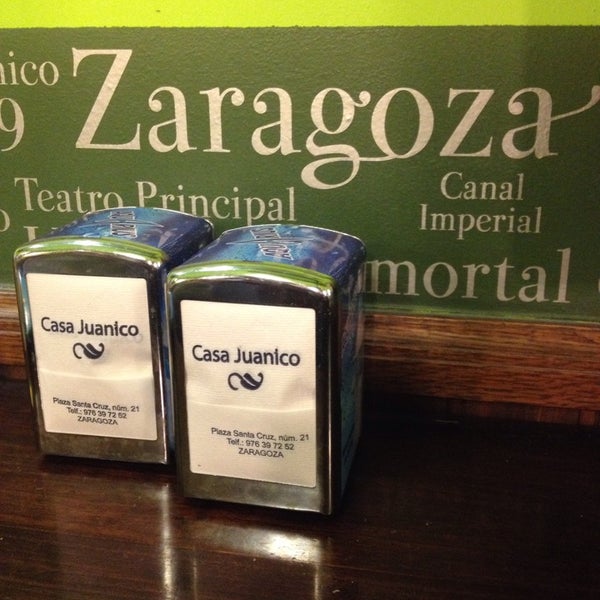 nico
Zaragoza
9
Teatro Principal
Canal
Imperial
mortal
Casa Juanico
Plaza Santa Cruz, núm. 21
Telf.: 976 39 72 52
ZARAGOZA
Casa Juanico
Plaza Santa Cruz, núm. 21
Telf.: 976 39 72 52
ZARAGOZA